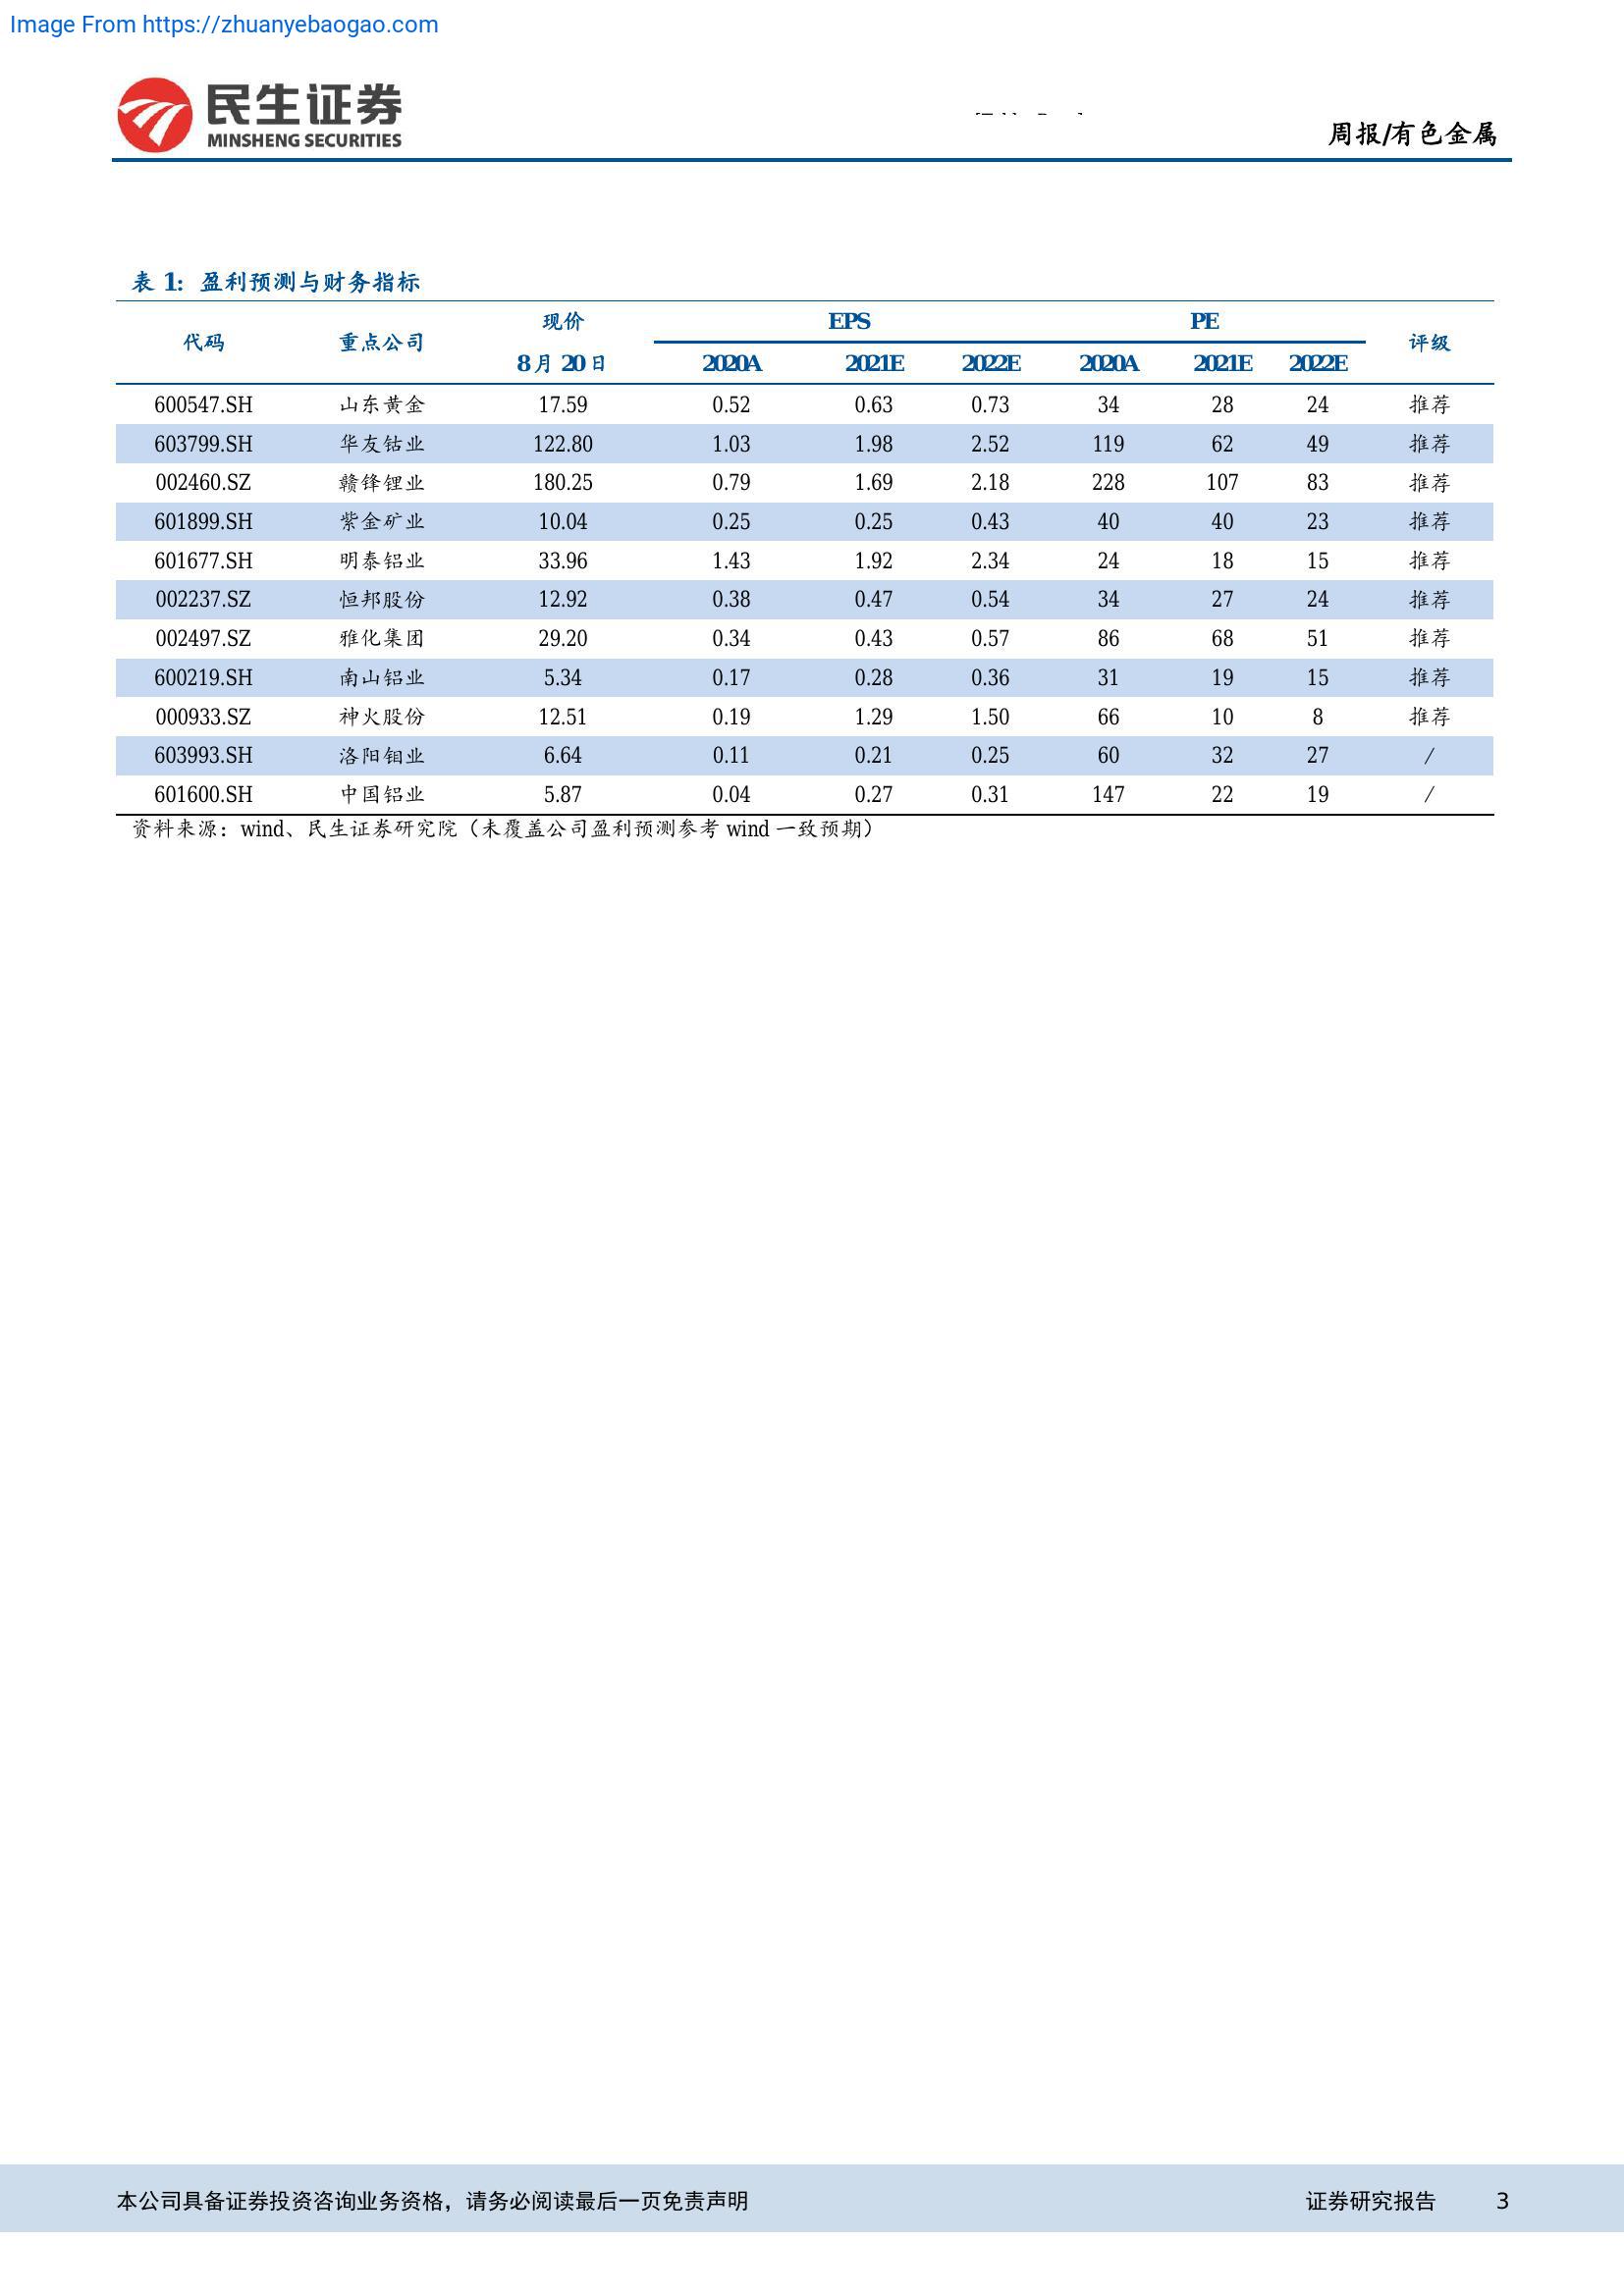 Image From https://zhuanyebaogao.com
民生证券
MINSHENG SECURITIES
周报/有色金属
表 1：盈利预测与财务指标
代码 重点公司 现价 EPS PE 评级
8 月 20 日 2020A 2021E 2022E 2020A 2021E 2022E
600547.SH 山东黄金 17.59 0.52 0.63 0.73 34 28 24 推荐
603799.SH 华友钴业 122.80 1.03 1.98 2.52 119 62 49 推荐
002460.SZ 赣锋锂业 180.25 0.79 1.69 2.18 228 107 83 推荐
601899.SH 紫金矿业 10.04 0.25 0.25 0.43 40 40 23 推荐
601677.SH 明泰铝业 33.96 1.43 1.92 2.34 24 18 15 推荐
002237.SZ 恒邦股份 12.92 0.38 0.47 0.54 34 27 24 推荐
002497.SZ 雅化集团 29.20 0.34 0.43 0.57 86 68 51 推荐
600219.SH 南山铝业 5.34 0.17 0.28 0.36 31 19 15 推荐
000933.SZ 神火股份 12.51 0.19 1.29 1.50 66 10 8 推荐
603993.SH 洛阳钼业 6.64 0.11 0.21 0.25 60 32 27 /
601600.SH 中国铝业 5.87 0.04 0.27 0.31 147 22 19 /
资料来源：wind、民生证券研究院（未覆盖公司盈利预测参考 wind 一致预期）
本公司具备证券投资咨询业务资格，请务必阅读最后一页免责声明 证券研究报告 3